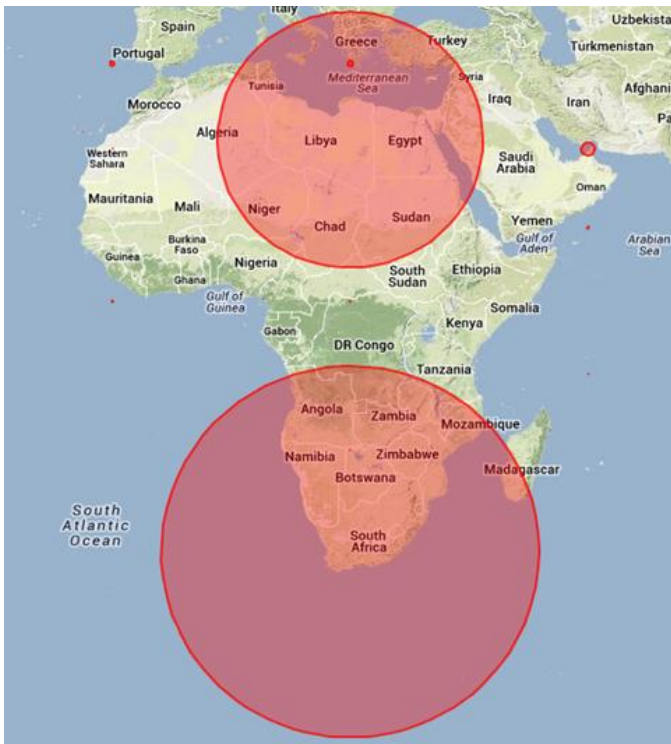 Italy
Spain
Portugal
Greece
Turkey
Uzbekista
Türkmenistan
Mediterranean
Sea
Tunisia
Syria
Iraq
Iran
Afghani
Morocco
Algeria
Libya
Egypt
Pa
Western
Sahara
Saudi
Arabia
Oman
Mauritania
Mali
Niger
Chad
Sudan
Yemen
Gulf of
Aden
Arabian
Sea
Burkina
Faso
Guinea
Ghana
Nigeria
South
Sudan
Ethiopia
Gulf of
Guinea
Somalia
Gabon
Kenya
DR Congo
Tanzania
Angola
Zambia
Mozambique
Namibia
Zimbabwe
Madagascar
Botswana
South
Atlantic
Ocean
South
Africa